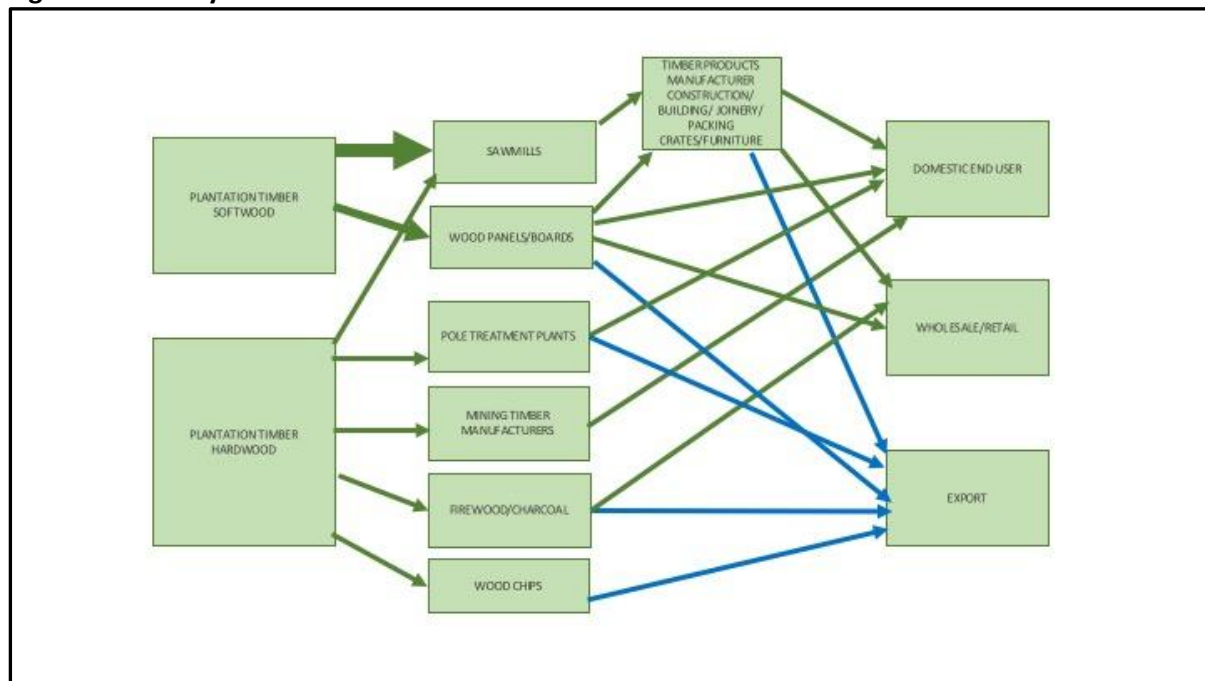 TIMBER PRODUCTS
MANUFACTURER
CONSTRUCTION/
BUILDING/ JOINERY/
PACKING
CRATES/FURNITURE
SAWMILLS
DOMESTIC END USER
PLANTATION TIMBER
SOFTWOOD
WOOD PANELS/BOARDS
POLE TREATMENT PLANTS
WHOLESALE/RETAIL
MINING TIMBER
MANUFACTURERS
PLANTATION TIMBER
HARDWOOD
EXPORT
FIREWOOD/CHARCOAL
WOOD CHIPS